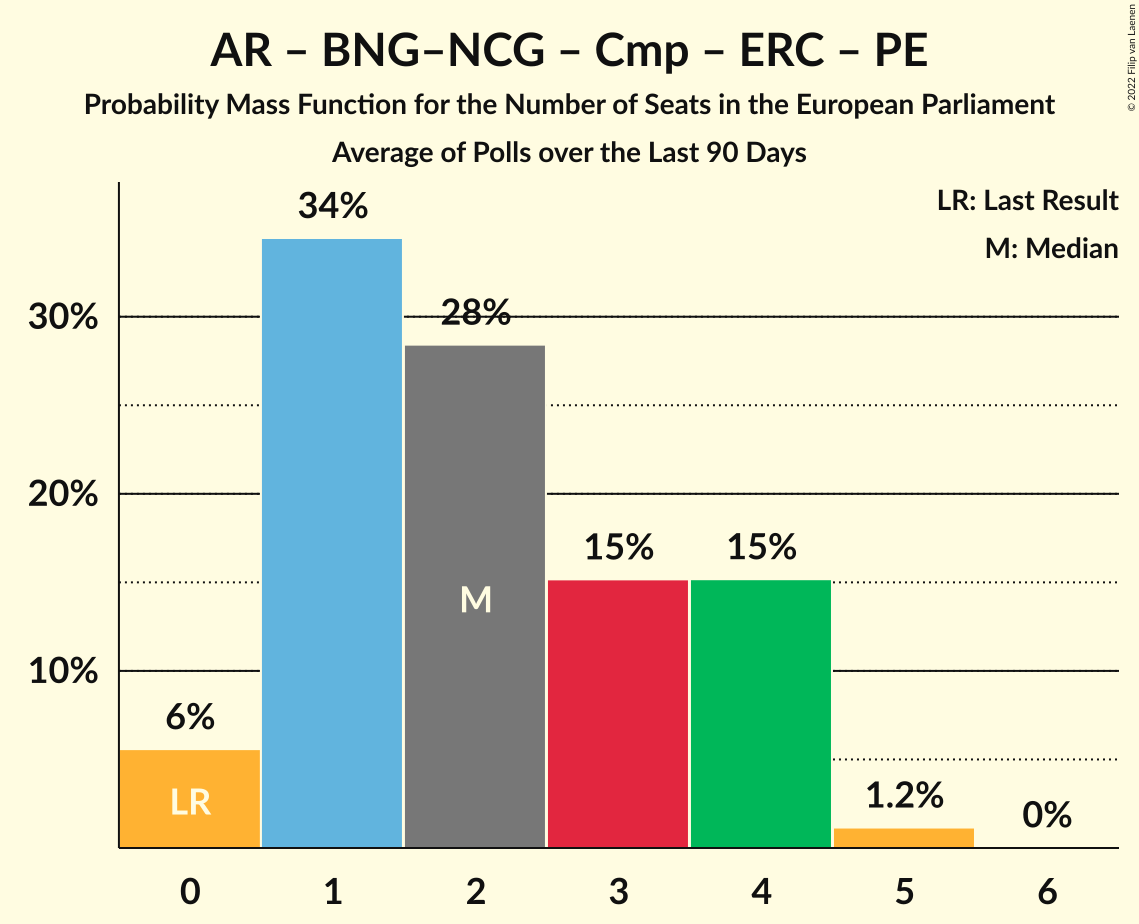 AR – BNG–NCG – Cmp – ERC – PE
Probability Mass Function for the Number of Seats in the European Parliament
Average of Polls over the Last 90 Days
© 2022 Filip van Laenen
LR: Last Result
M: Median
34%
30%
28%
20%
15%
15%
M
10%
6%
LR
1.2%
0%
0
1
2
3
4
5
6